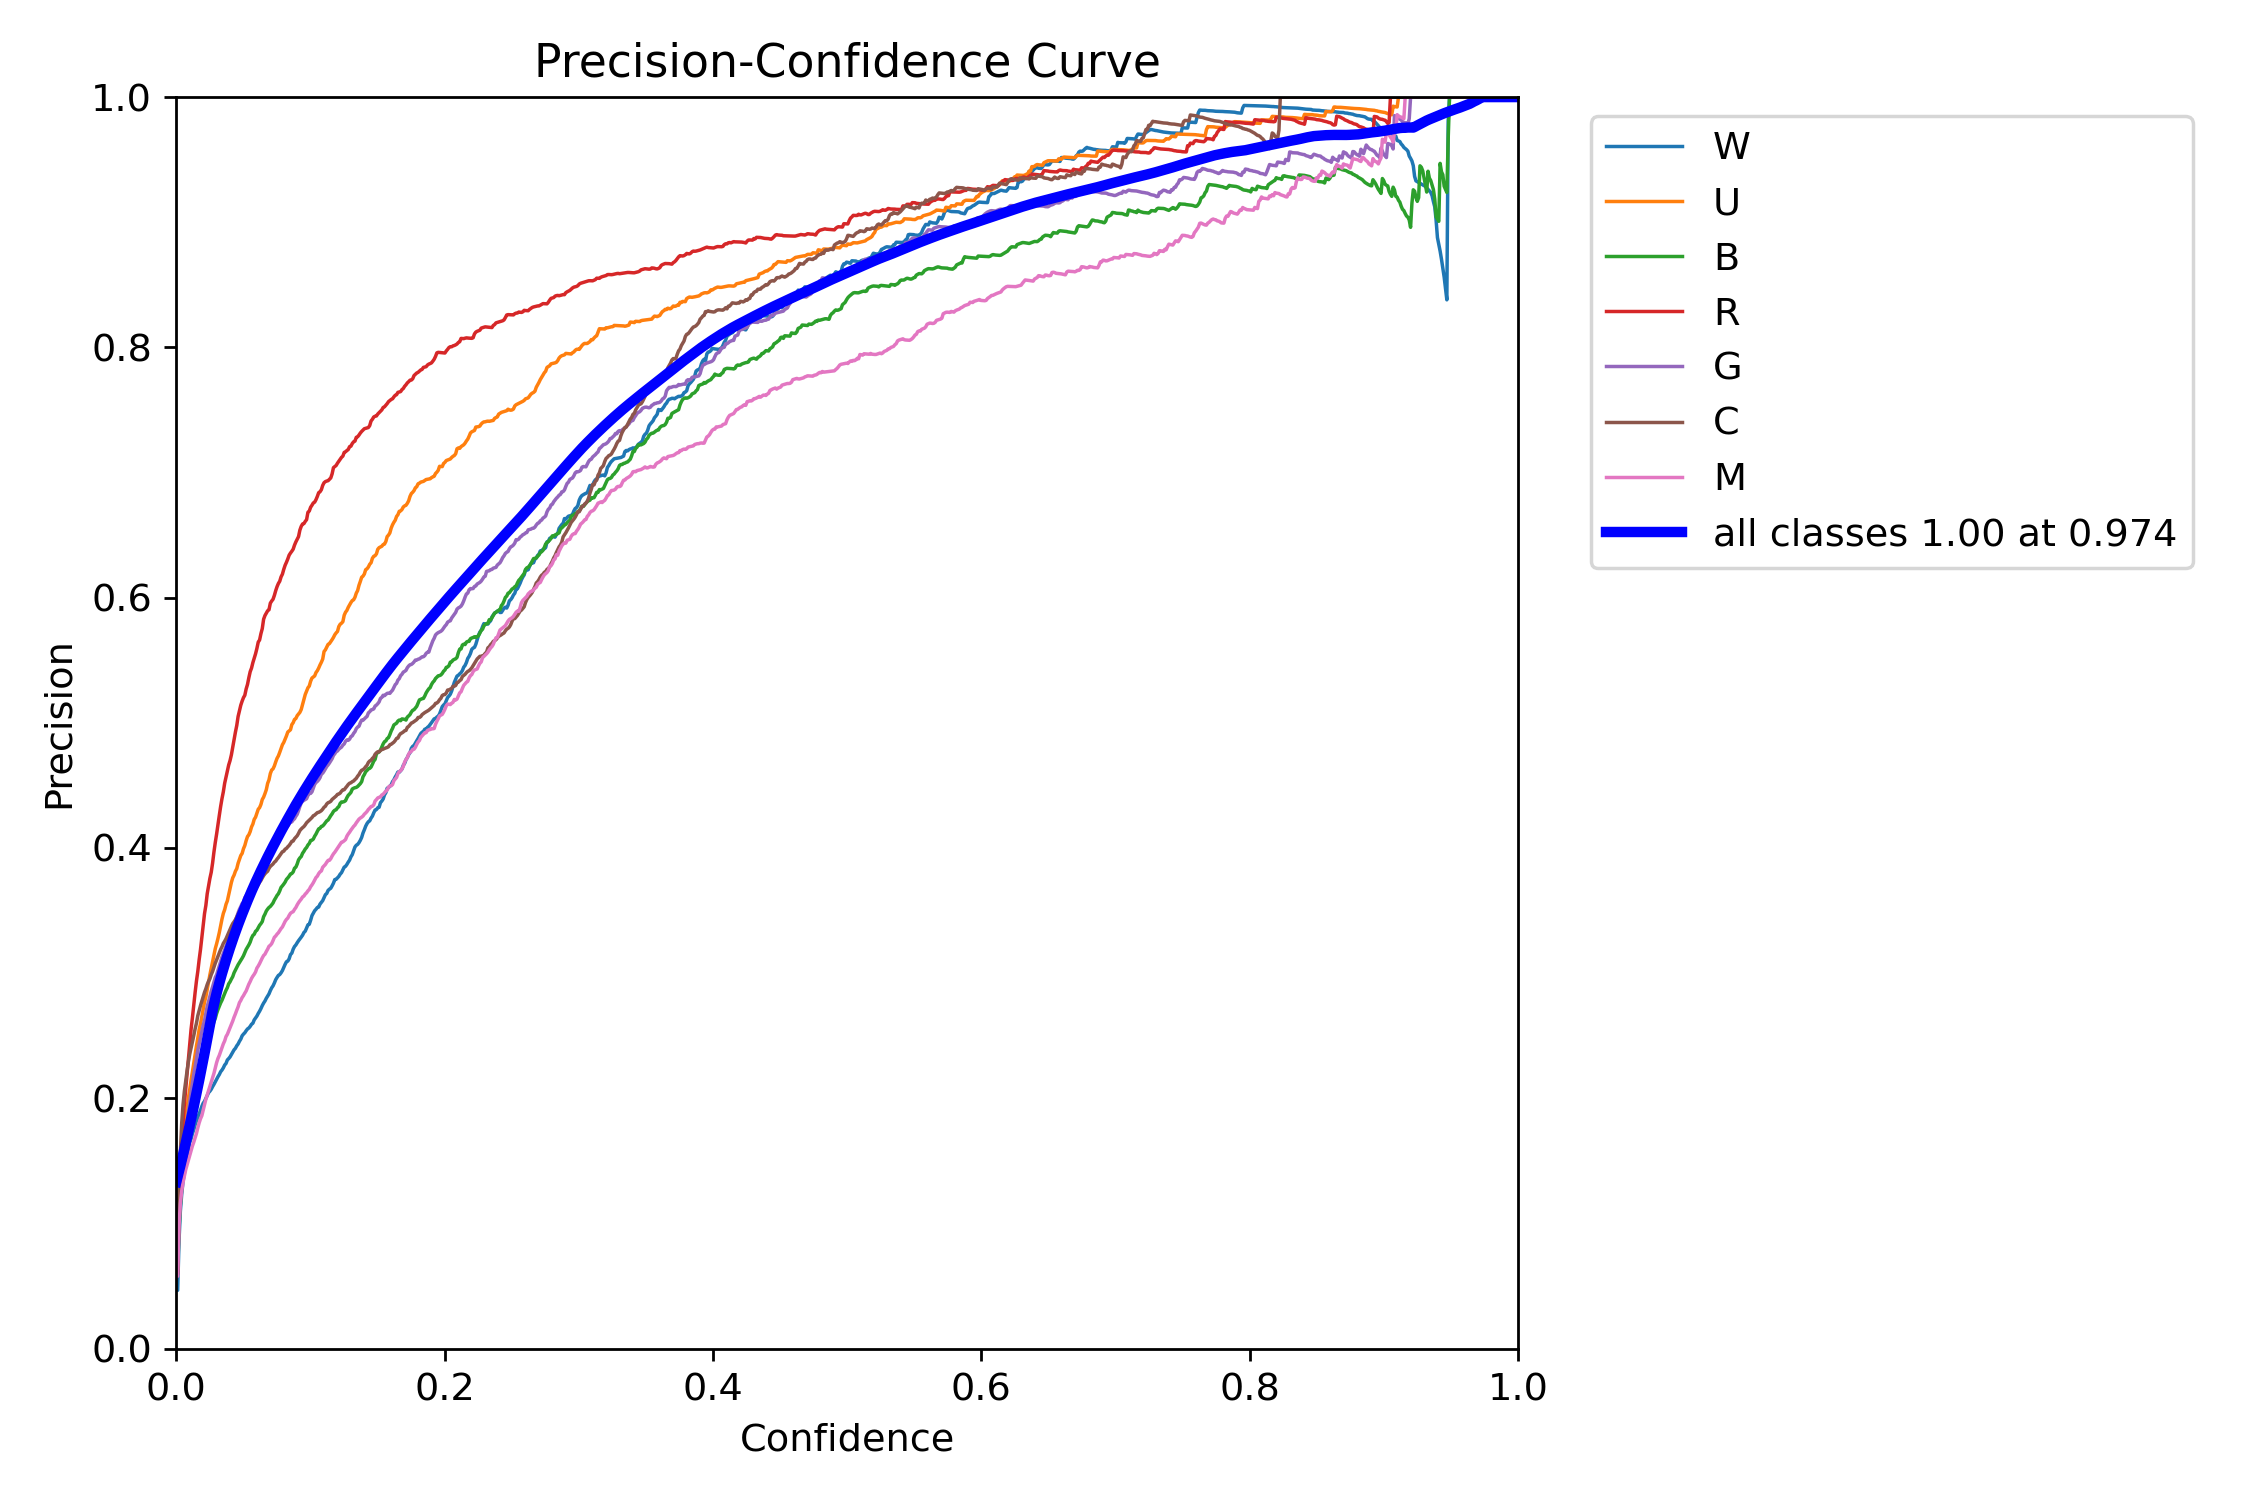 Precision-Confidence Curve
1.0
0.8
0.6
0.4
0.2
0.0
Precision
0.0 0.2 0.4 0.6 0.8 1.0
Confidence
W
U
B
R
G
C
M
all classes 1.00 at 0.974